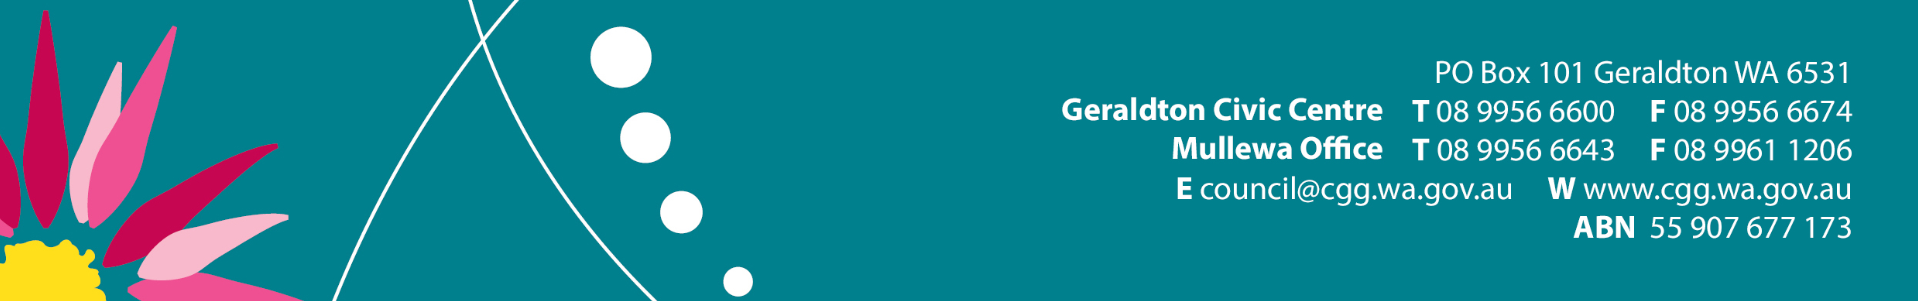 PO Box 101 Geraldton WA 6531
Geraldton Civic Centre T 08 9956 6600 F 08 9956 6674
Mullewa Office T 08 9956 6643 F 08 9961 1206
E council@cgg.wa.gov.au W www.cgg.wa.gov.au
ABN 55 907 677 173